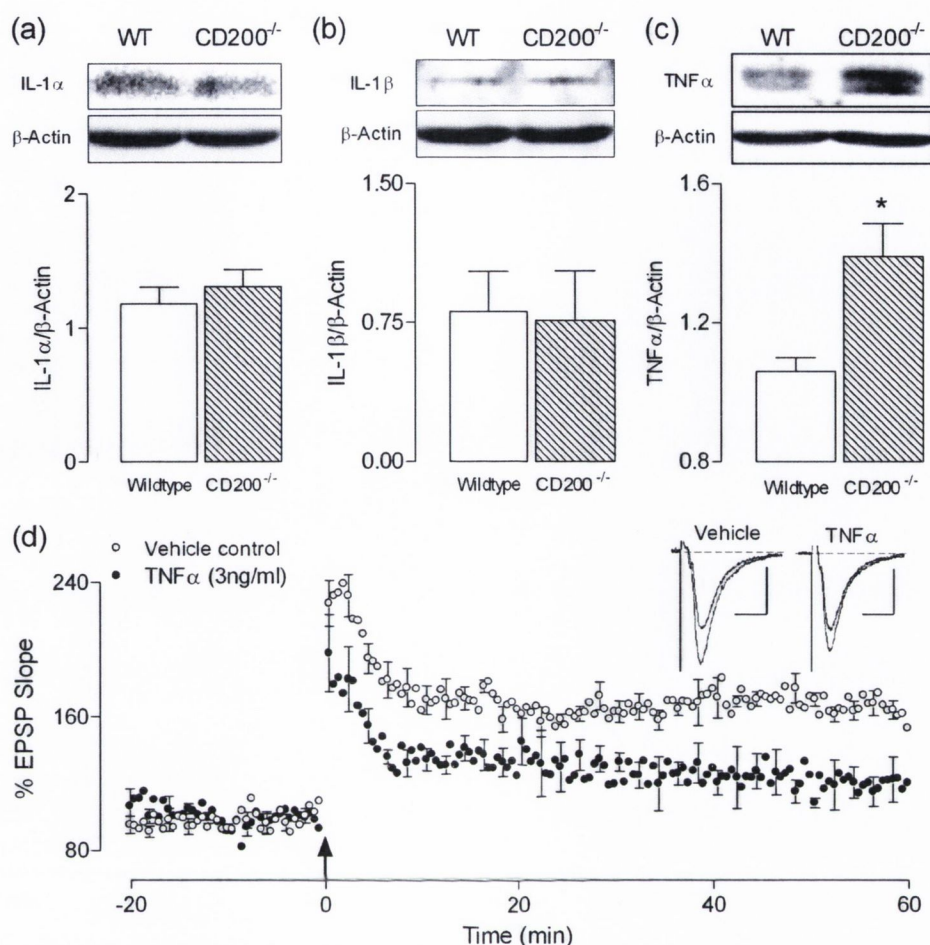 (a)
WT CD200-/-
IL-1α
β-Actin
2
1
0
IL-1α/β-Actin
Wildtype CD200-/-
(b)
WT CD200-/-
IL-1β
β-Actin
1.50
0.75
0.00
IL-1β/β-Actin
Wildtype CD200-/-
(c)
WT CD200-/-
TNFα
β-Actin
1.6
1.2
0.8
TNFα/β-Actin
*
Wildtype CD200-/-
(d)
Vehicle control
TNFα (3ng/ml)
Vehicle TNFα
240
160
80
% EPSP Slope
-20 0 20 40 60
Time (min)